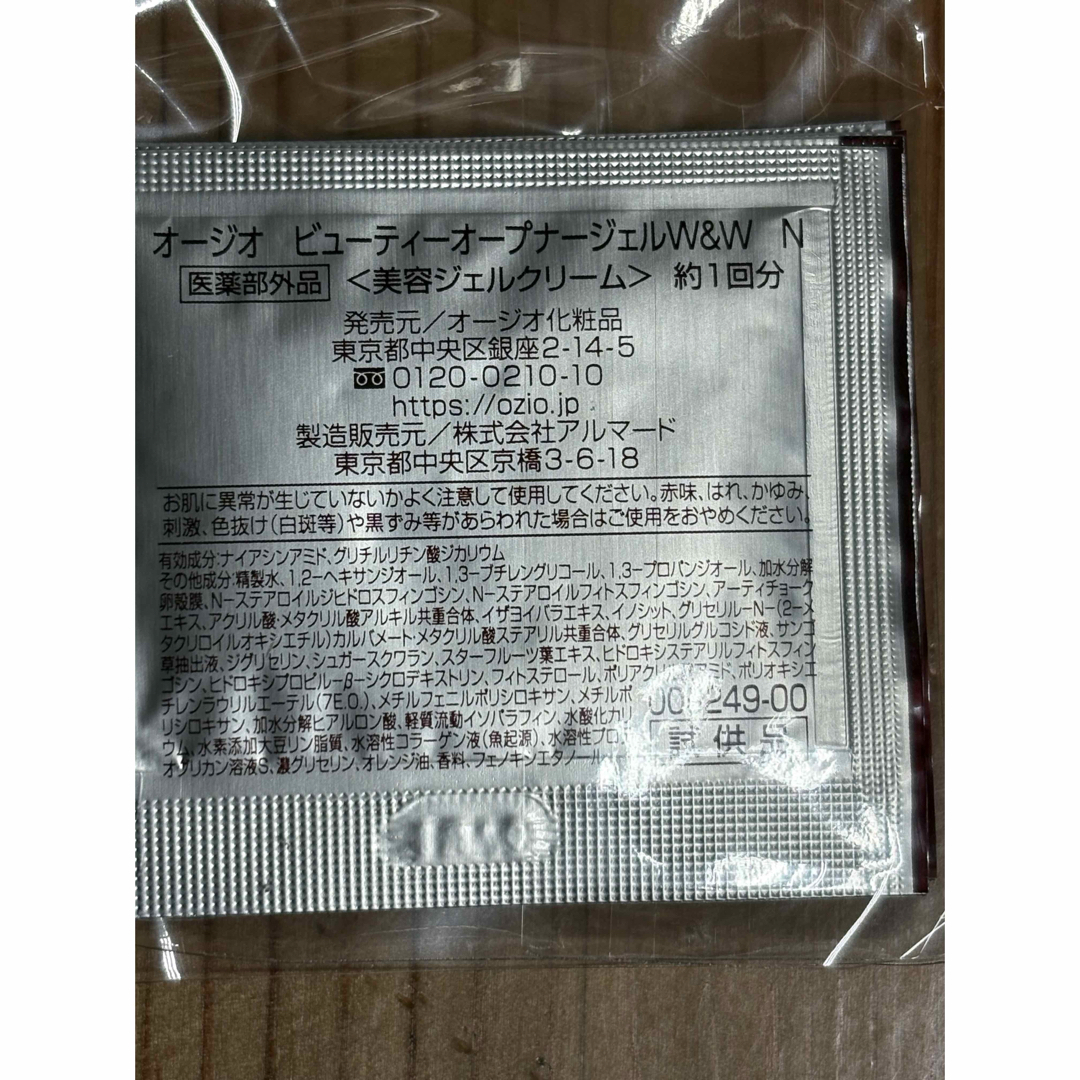 オージオ ビューティーオープナージェルW&W N
医薬部外品 <美容ジェルクリーム> 約1回分
発売元/オージオ化粧品
東京都中央区銀座2-14-5
0120-0210-10
https://ozio.jp
製造販売元/株式会社アルマード
東京都中央区京橋3-6-18
お肌に異常が生じていないかよく注意して使用してください。赤味、はれ、かゆみ、
刺激、色抜け(白斑等)や黒ずみ等があらわれた場合はご使用をおやめください。
有効成分:ナイアシンアミド、グリチルリチン酸ジカリウム
その他成分:精製水、1,2-ヘキサンジオール、1,3-ブチレングリコール、1,3-プロパンジオール、加水分解
卵殻膜、N-ステアロイルジヒドロスフィンゴシン、N-ステアロイルフィトスフィンゴシン、アーティチョーク
エキス、アクリル酸・メタクリル酸アルキル共重合体、イザヨイバラエキス、イノシット、グリセリル-N-(2-メ
タクリロイルオキシエチル)カルバメート・メタクリル酸ステアリル共重合体、グリセリルグルコシド液、サンゴ
草抽出液、ジグリセリン、シュガースクワラン、スターフルーツ葉エキス、ヒドロキシステアリルフィトスフィン
ゴシン、ヒドロキシプロピル-β-シクロデキストリン、フィトステロール、ポリアクリル酸アミド、ポリオキシエ
チレンラウリルエーテル(7E.O.)、メチルフェニルポリシロキサン、メチルポ
リシロキサン、加水分解ヒアルロン酸、軽質流動イソパラフィン、水酸化カリ
ウム、水素添加大豆リン脂質、水溶性コラーゲン液(魚起源)、水溶性プロ
オグリカン溶液S、濃グリセリン、オレンジ油、香料、フェノキシエタノール
249-00
試供品